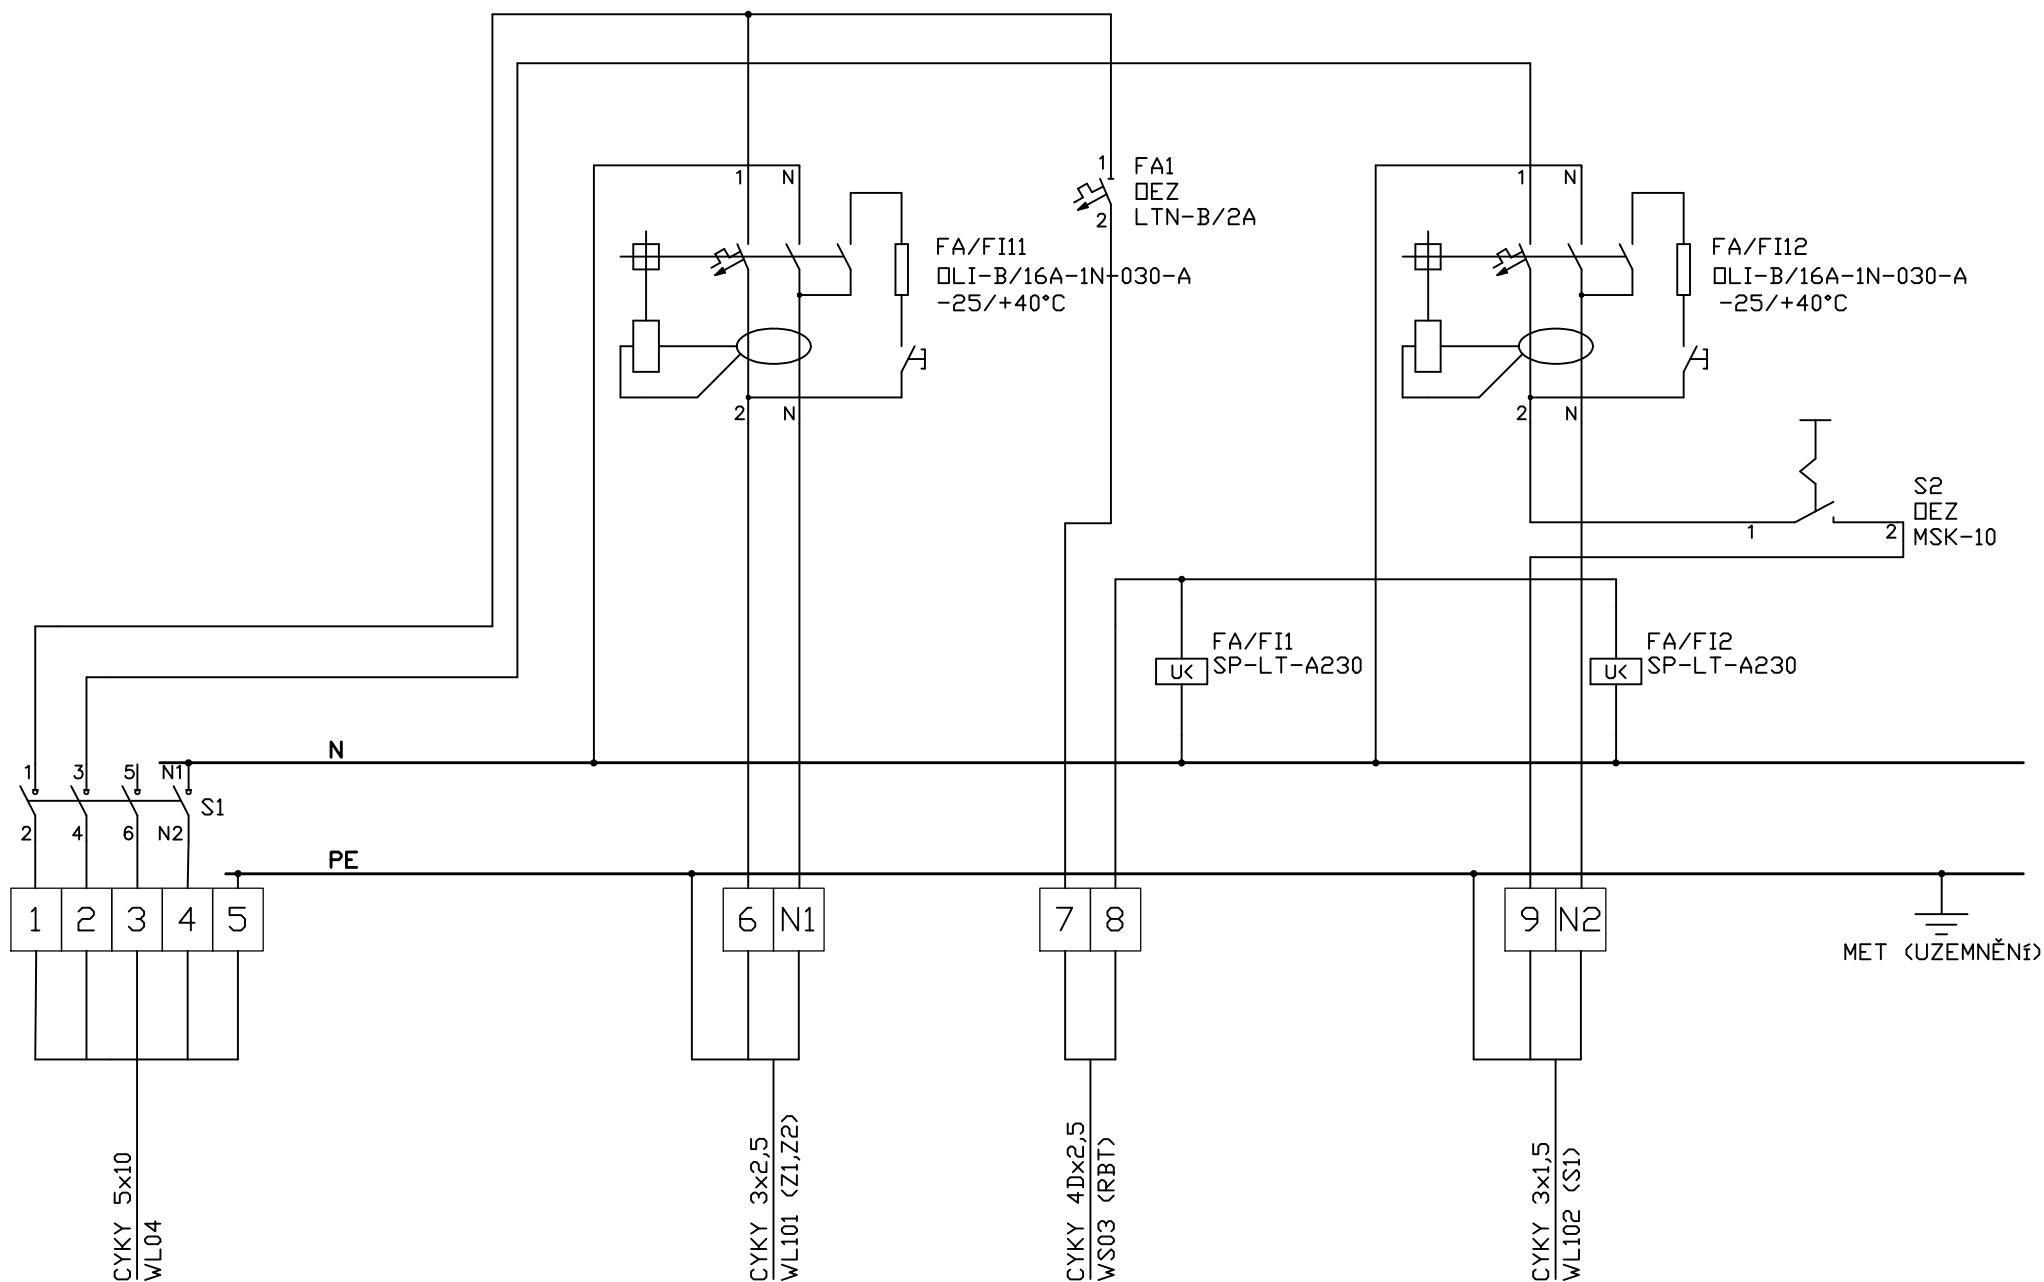 1
FA1
OEZ
LTN-B/2A
2
1 N
FA/FI11
OLI-B/16A-1N-030-A
-25/+40°C
2 N
1 N
FA/FI12
OLI-B/16A-1N-030-A
-25/+40°C
2 N
S2
OEZ
MSK-10
1 2
FA/FI1
SP-LT-A230
U<
FA/FI2
SP-LT-A230
U<
N
1 3 5 N1
S1
2 4 6 N2
PE
1 2 3 4 5
6 N1
7 8
9 N2
MET (UZEMNĚNí)
CYKY 5x10
WL04
CYKY 3x2,5
WL101 (Z1,Z2)
CYKY 4Dx2,5
WS03 (RBT)
CYKY 3x1,5
WL102 (S1)